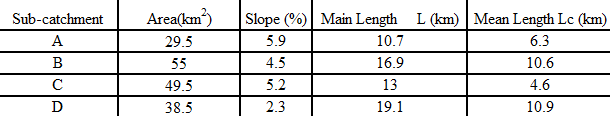 Sub-catchment Area(km²) Slope (%) Main Length L (km) Mean Length Lc (km)
A 29.5 5.9 10.7 6.3
B 55 4.5 16.9 10.6
C 49.5 5.2 13 4.6
D 38.5 2.3 19.1 10.9